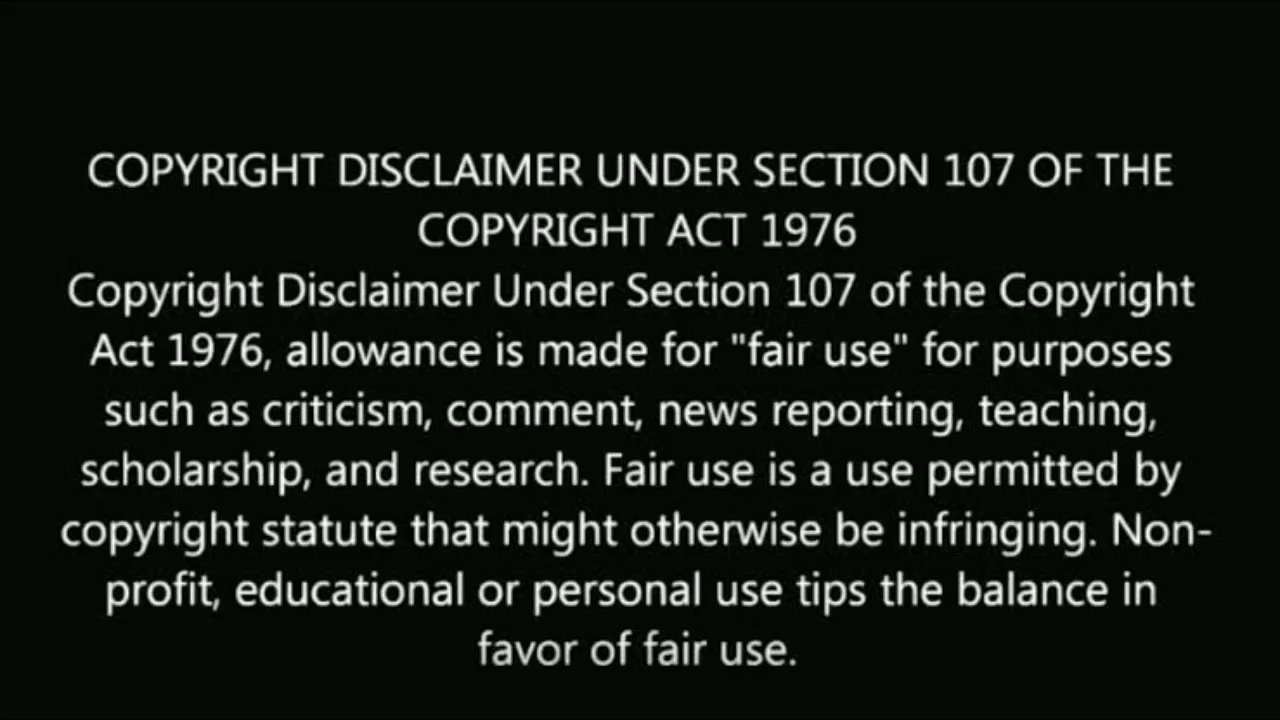 COPYRIGHT DISCLAIMER UNDER SECTION 107 OF THE
COPYRIGHT ACT 1976
Copyright Disclaimer Under Section 107 of the Copyright
Act 1976, allowance is made for "fair use" for purposes
such as criticism, comment, news reporting, teaching,
scholarship, and research. Fair use is a use permitted by
copyright statute that might otherwise be infringing. Non-
profit, educational or personal use tips the balance in
favor of fair use.